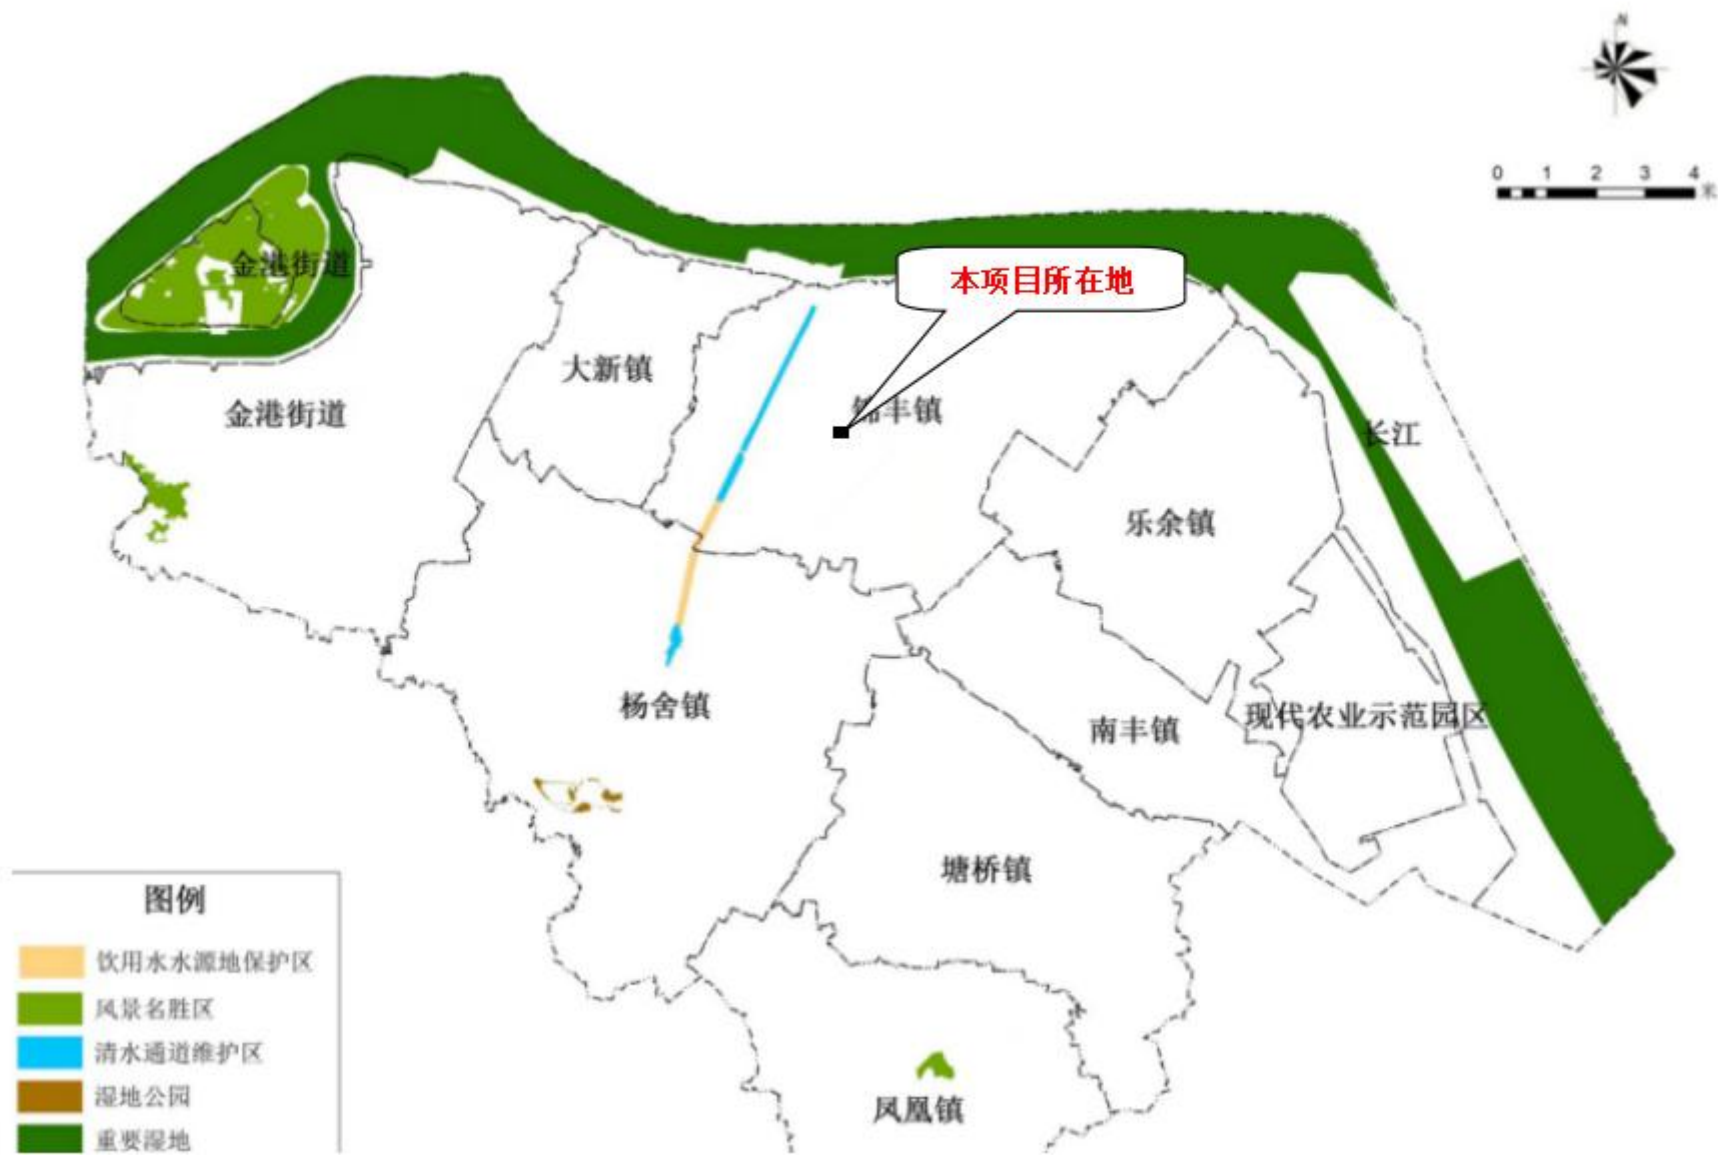 N
0 1 2 3 4
米
本项目所在地
金港街道
大新镇
金港街道
锦丰镇
长江
乐余镇
杨舍镇
南丰镇
现代农业示范园区
塘桥镇
凤凰镇
图例
饮用水水源地保护区
风景名胜区
清水通道维护区
湿地公园
重要湿地